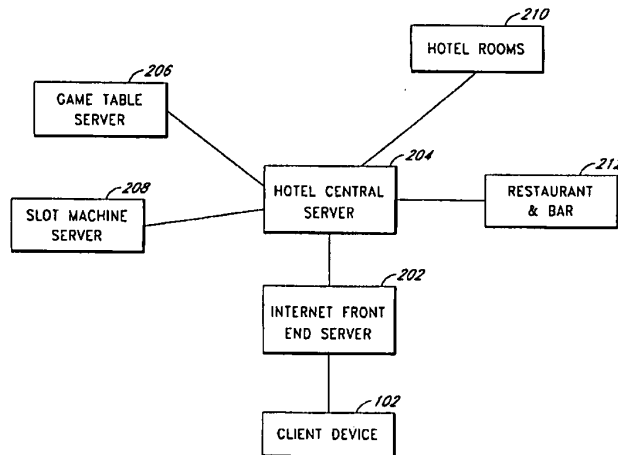 210
HOTEL ROOMS
206
GAME TABLE
SERVER
204
HOTEL CENTRAL
SERVER
212
RESTAURANT
& BAR
208
SLOT MACHINE
SERVER
202
INTERNET FRONT
END SERVER
102
CLIENT DEVICE